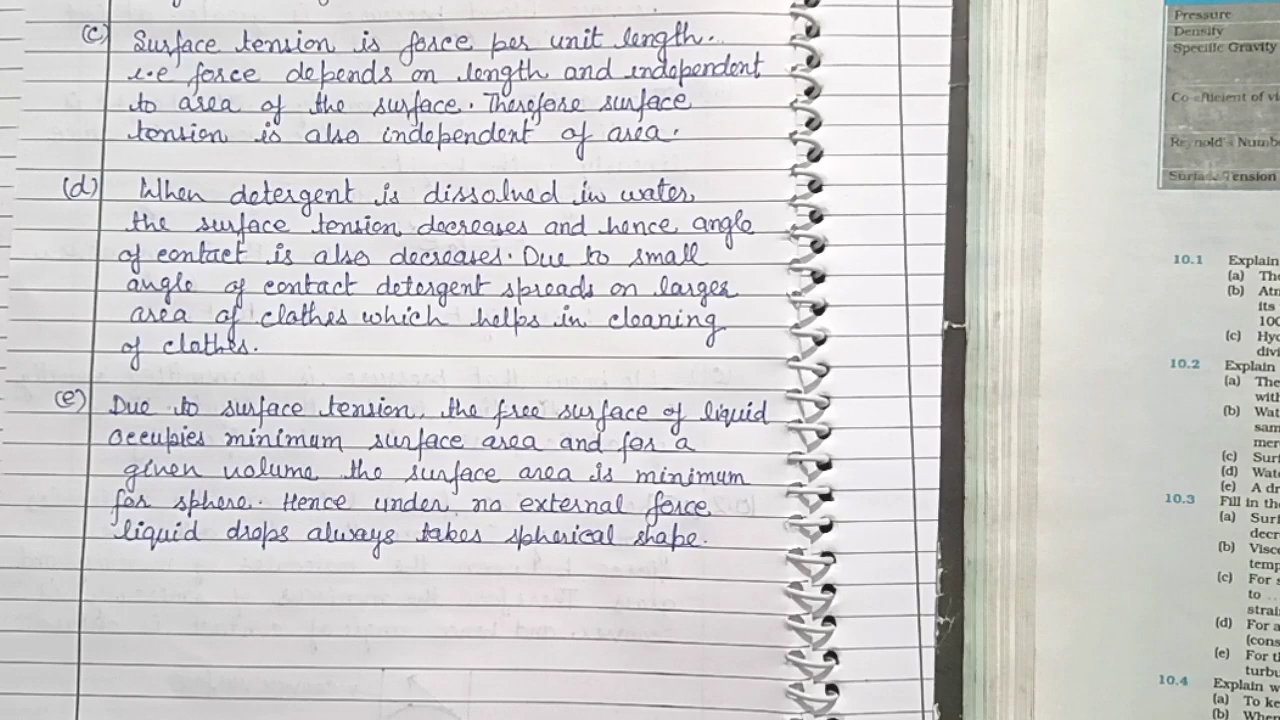 (c) Surface tension is force per unit length.
i.e force depends on length and independent
to area of the surface. Therefore surface
tension is also independent of area.
(d) When detergent is dissolved in water,
the surface tension decreases and hence angle
of contact is also decreases. Due to small
angle of contact detergent spreads on larger
area of clothes which helps in cleaning
of clothes.
(e) Due to surface tension, the free surface of liquid
occupies minimum surface area and for a
given volume the surface area is minimum
for sphere. Hence under no external force
liquid drops always takes spherical shape.
Pressure
Density
Specific Gravity
Co-efficient of vi
Reynold's Numb
Surface Tension
10.1 Explain
(a) The
(b) Atm
its
100
(c) Hyd
divi
10.2 Explain
(a) The
with
(b) Wat
sam
mer
(c) Surf
(d) Wate
(e) A dr
10.3 Fill in the
(a) Surf
decr
(b) Visco
temp
(c) For s
to ..
strai
(d) For a
(cons
(e) For th
turbu
10.4 Explain w
(a) To ke
(b) When